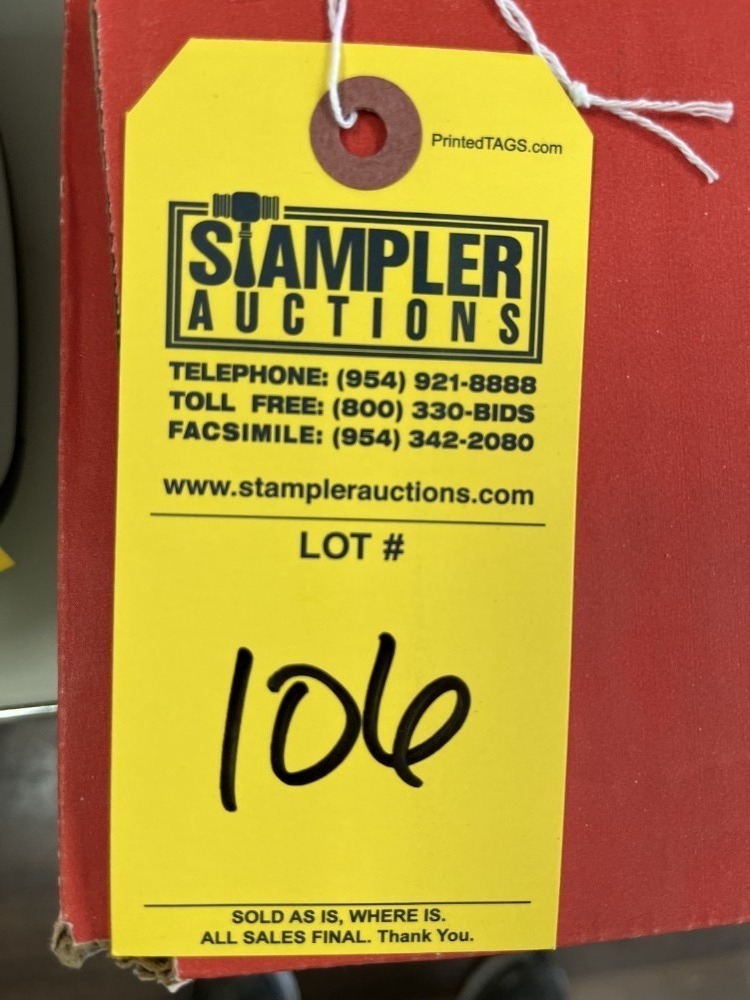 PrintedTAGS.com
STAMPLER
AUCTIONS
TELEPHONE: (954) 921-8888
TOLL FREE: (800) 330-BIDS
FACSIMILE: (954) 342-2080
www.stamplerauctions.com
LOT #
106
SOLD AS IS, WHERE IS.
ALL SALES FINAL. Thank You.